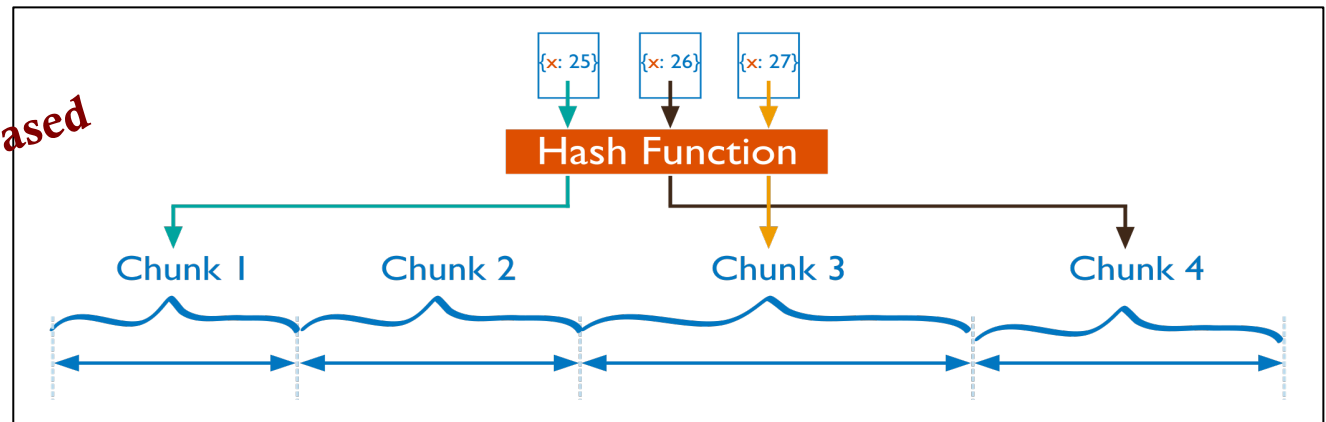 {x: 25} {x: 26} {x: 27}
ased
Hash Function
Chunk 1 Chunk 2 Chunk 3 Chunk 4